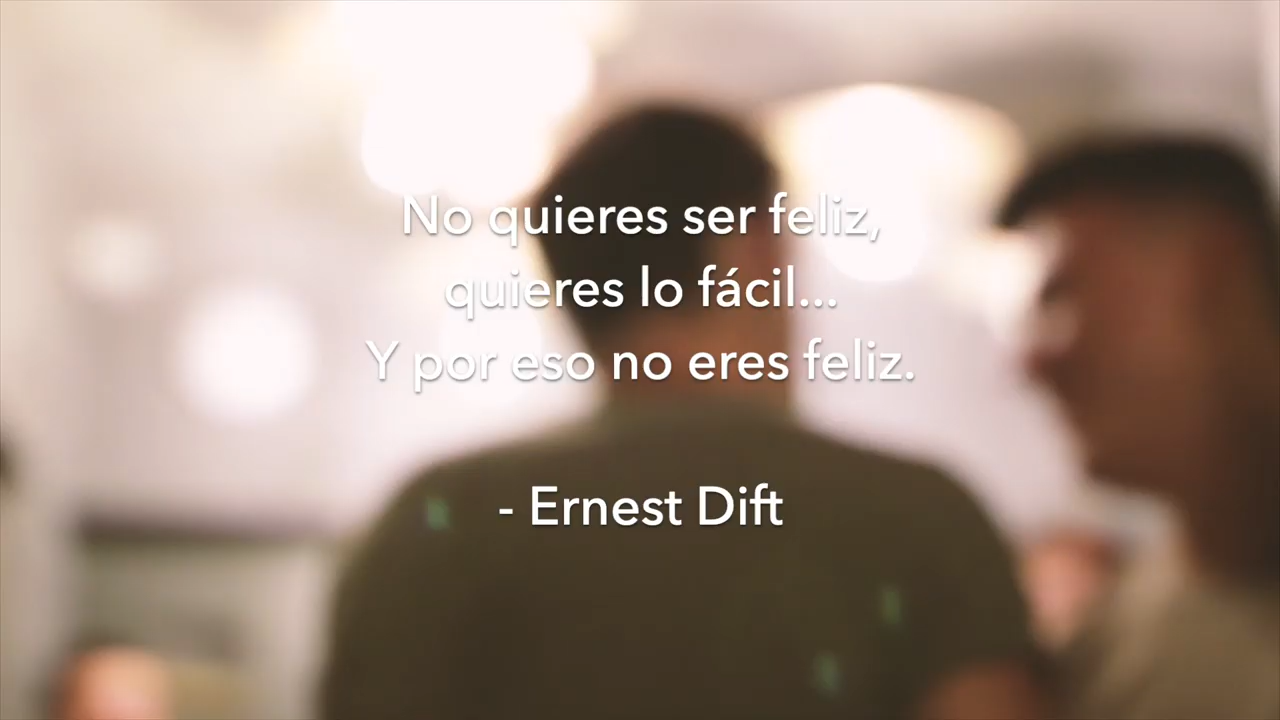 No quieres ser feliz,
quieres lo fácil...
Y por eso no eres feliz.
- Ernest Dift